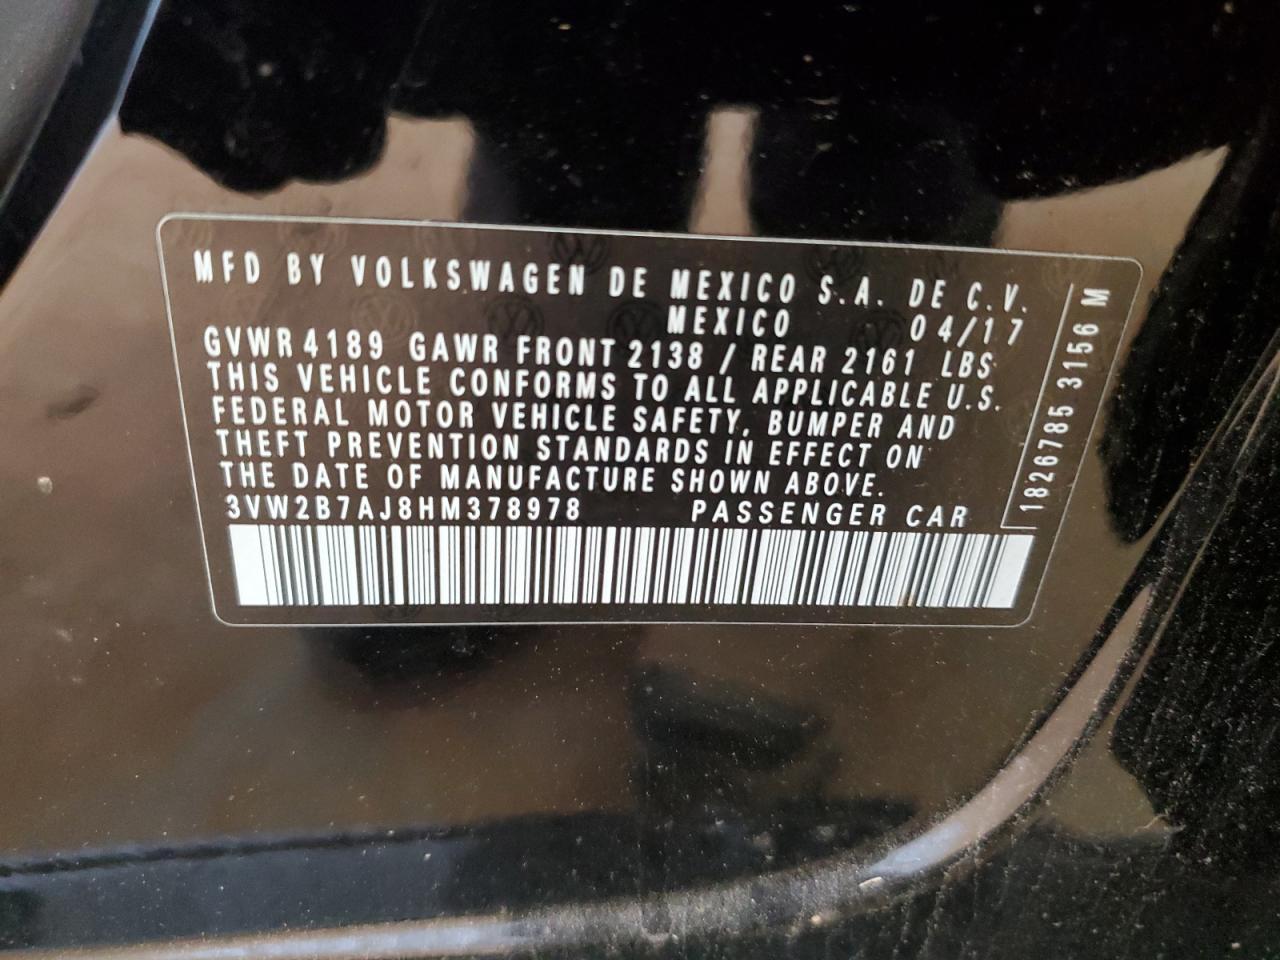 MFD BY VOLKSWAGEN DE MEXICO S.A. DE C.V.
MEXICO 04/17
GVWR 4189 GAWR FRONT 2138 / REAR 2161 LBS
THIS VEHICLE CONFORMS TO ALL APPLICABLE U.S.
FEDERAL MOTOR VEHICLE SAFETY, BUMPER AND
THEFT PREVENTION STANDARDS IN EFFECT ON
THE DATE OF MANUFACTURE SHOWN ABOVE.
3VW2B7AJ8HM378978 PASSENGER CAR
1826785 3156 M